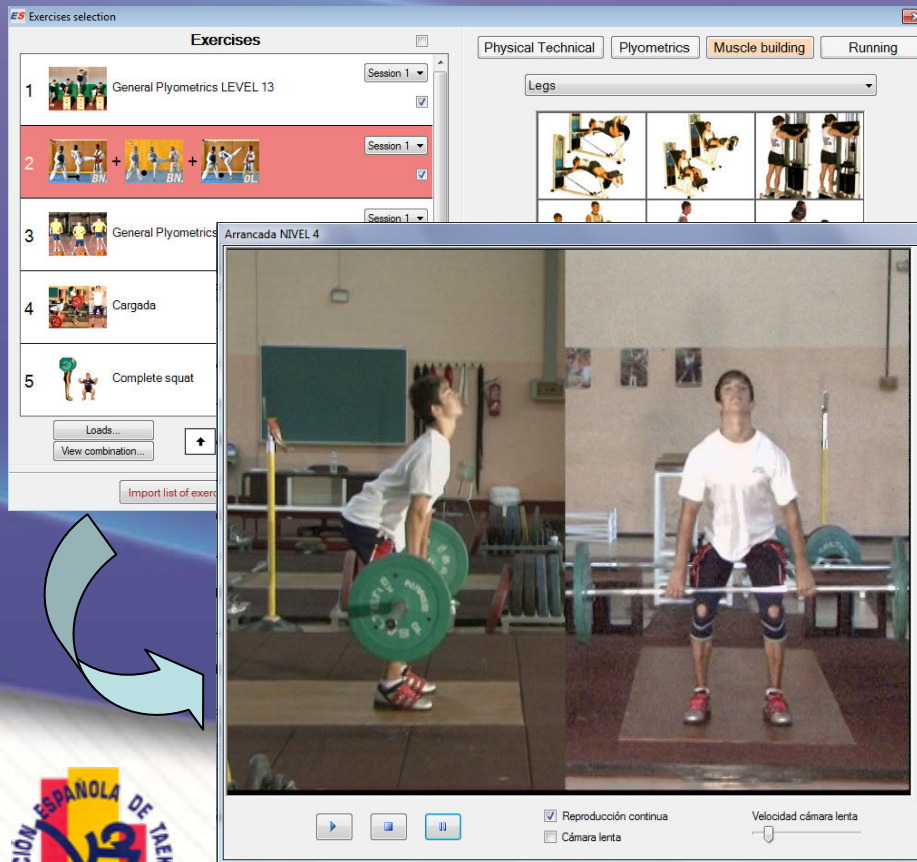 ES Exercises selection
Exercises
Physical Technical
Plyometrics
Muscle building
Running
Legs
1
General Plyometrics LEVEL 13
Session 1
2
+
+
BN.
BN.
DL.
Session 1
3
General Plyometrics
Session 1
4
Cargada
5
Complete squat
Loads...
View combination...
Import list of exerc
Arrancada NIVEL 4
Reproducción continua
Cámara lenta
Velocidad cámara lenta
ESPAÑOLA DE